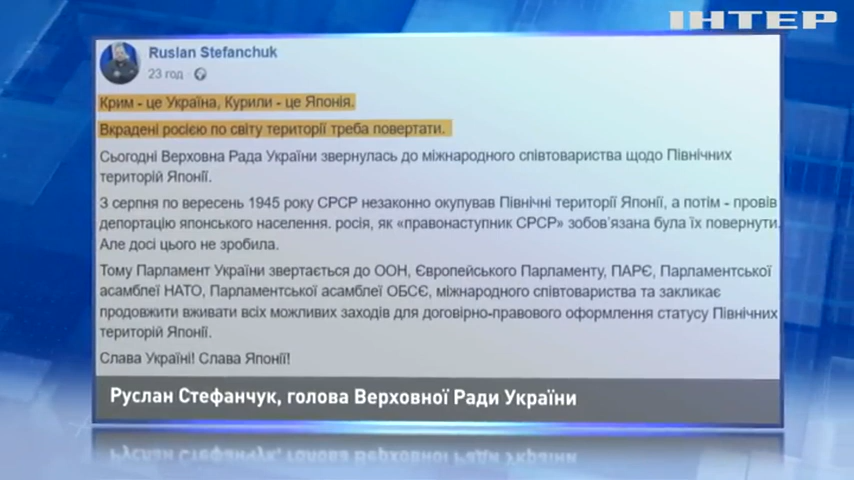 ІНТЕР
Ruslan Stefanchuk
23 год ·
Крим - це Україна, Курили - це Японія.
Вкрадені росією по світу території треба повертати.
Сьогодні Верховна Рада України звернулась до міжнародного співтовариства щодо Північних
територій Японії.
З серпня по вересень 1945 року СРСР незаконно окупував Північні території Японії, а потім - провів
депортацію японського населення. росія, як «правонаступник СРСР» зобов'язана була їх повернути.
Але досі цього не зробила.
Тому Парламент України звертається до ООН, Європейського Парламенту, ПАРЄ, Парламентської
асамблеї НАТО, Парламентської асамблеї ОБСЄ, міжнародного співтовариства та закликає
продовжити вживати всіх можливих заходів для договірно-правового оформлення статусу Північних
територій Японії.
Слава Україні! Слава Японії!
Руслан Стефанчук, голова Верховної Ради України